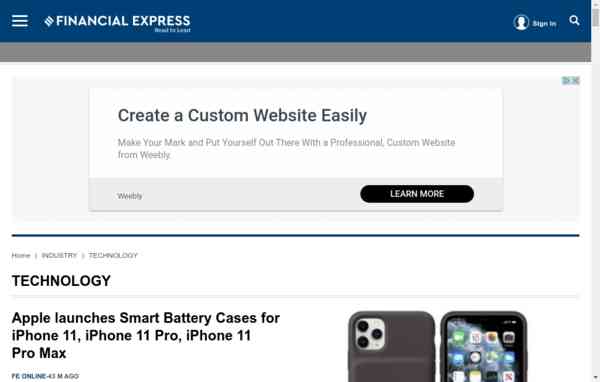 FINANCIAL EXPRESS
Read to Lead
Sign In
Create a Custom Website Easily
Make Your Mark and Put Yourself Out There With a Professional, Custom Website
from Weebly.
Weebly
LEARN MORE
Home | INDUSTRY | TECHNOLOGY
TECHNOLOGY
Apple launches Smart Battery Cases for
iPhone 11, iPhone 11 Pro, iPhone 11
Pro Max
FE ONLINE-43 M AGO